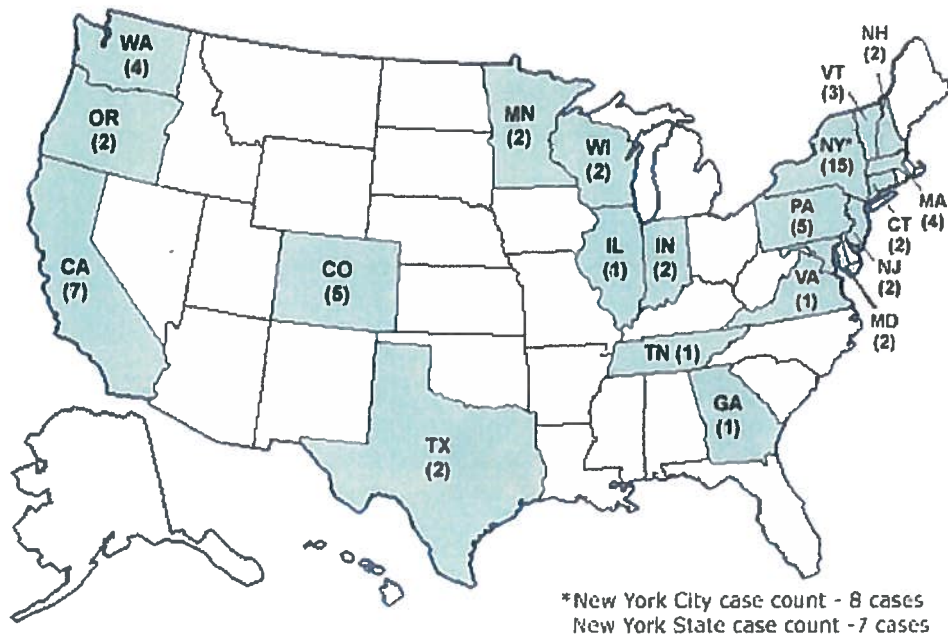 WA
(4)
OR
(2)
CA
(7)
CO
(5)
TX
(2)
MN
(2)
WI
(2)
IL
(1)
IN
(2)
TN (1)
GA
(1)
NH
(2)
VT
(3)
NY*
(15)
MA
(4)
CT
(2)
PA
(5)
NJ
(2)
VA
(1)
MD
(2)
*New York City case count - 8 cases
New York State case count -7 cases